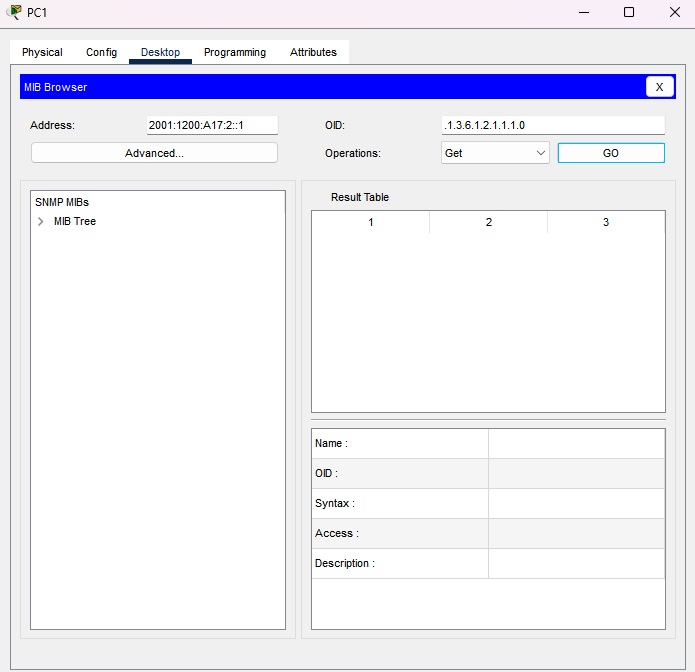 PC1
Physical Config Desktop Programming Attributes
MIB Browser X
Address: 2001:1200:A17:2::1 OID: .1.3.6.1.2.1.1.1.0
Advanced... Operations: Get GO
SNMP MIBs
MIB Tree
Result Table
1 2 3
Name :
OID :
Syntax :
Access :
Description :